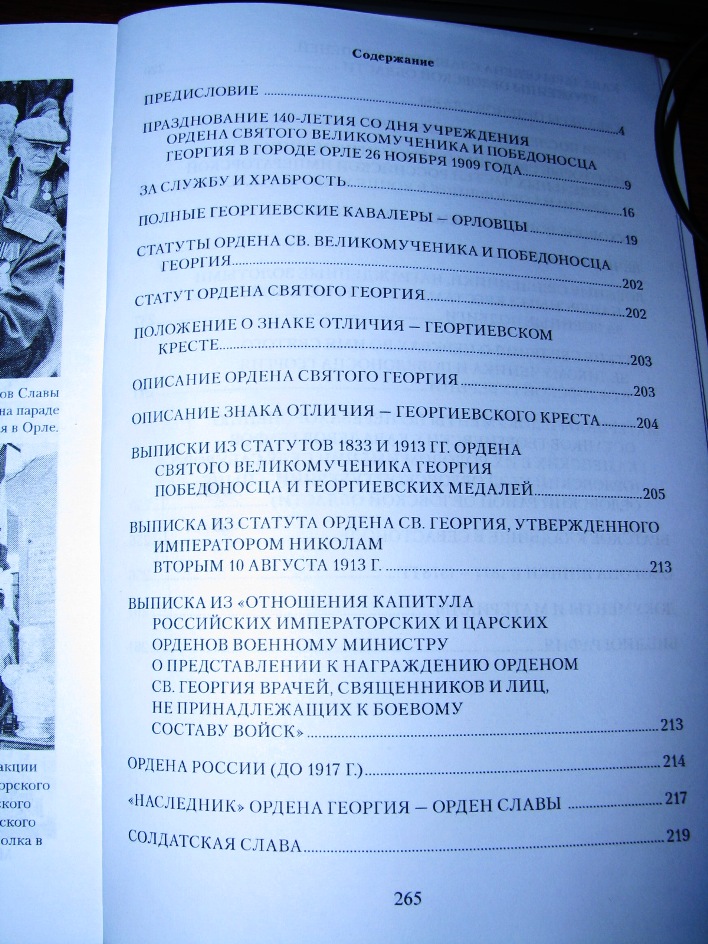 ов Славы
на параде
я в Орле.
акции
орского
ского
рского
олка в
Содержание
ПРЕДИСЛОВИЕ ..... 4
ПРАЗДНОВАНИЕ 140-ЛЕТИЯ СО ДНЯ УЧРЕЖДЕНИЯ
ОРДЕНА СВЯТОГО ВЕЛИКОМУЧЕНИКА И ПОБЕДОНОСЦА
ГЕОРГИЯ В ГОРОДЕ ОРЛЕ 26 НОЯБРЯ 1909 ГОДА..... 9
ЗА СЛУЖБУ И ХРАБРОСТЬ..... 16
ПОЛНЫЕ ГЕОРГИЕВСКИЕ КАВАЛЕРЫ — ОРЛОВЦЫ..... 19
СТАТУТЫ ОРДЕНА СВ. ВЕЛИКОМУЧЕНИКА И ПОБЕДОНОСЦА
ГЕОРГИЯ..... 202
СТАТУТ ОРДЕНА СВЯТОГО ГЕОРГИЯ..... 202
ПОЛОЖЕНИЕ О ЗНАКЕ ОТЛИЧИЯ — ГЕОРГИЕВСКОМ
КРЕСТЕ..... 203
ОПИСАНИЕ ОРДЕНА СВЯТОГО ГЕОРГИЯ..... 203
ОПИСАНИЕ ЗНАКА ОТЛИЧИЯ — ГЕОРГИЕВСКОГО КРЕСТА..... 204
ВЫПИСКИ ИЗ СТАТУТОВ 1833 И 1913 ГГ. ОРДЕНА
СВЯТОГО ВЕЛИКОМУЧЕНИКА ГЕОРГИЯ
ПОБЕДОНОСЦА И ГЕОРГИЕВСКИХ МЕДАЛЕЙ..... 205
ВЫПИСКА ИЗ СТАТУТА ОРДЕНА СВ. ГЕОРГИЯ, УТВЕРЖДЕННОГО
ИМПЕРАТОРОМ НИКОЛАМ
ВТОРЫМ 10 АВГУСТА 1913 Г. ..... 213
ВЫПИСКА ИЗ «ОТНОШЕНИЯ КАПИТУЛА
РОССИЙСКИХ ИМПЕРАТОРСКИХ И ЦАРСКИХ
ОРДЕНОВ ВОЕННОМУ МИНИСТРУ
О ПРЕДСТАВЛЕНИИ К НАГРАЖДЕНИЮ ОРДЕНОМ
СВ. ГЕОРГИЯ ВРАЧЕЙ, СВЯЩЕННИКОВ И ЛИЦ,
НЕ ПРИНАДЛЕЖАЩИХ К БОЕВОМУ
СОСТАВУ ВОЙСК»..... 213
ОРДЕНА РОССИИ (ДО 1917 Г.)..... 214
«НАСЛЕДНИК» ОРДЕНА ГЕОРГИЯ — ОРДЕН СЛАВЫ ..... 217
СОЛДАТСКАЯ СЛАВА..... 219
265